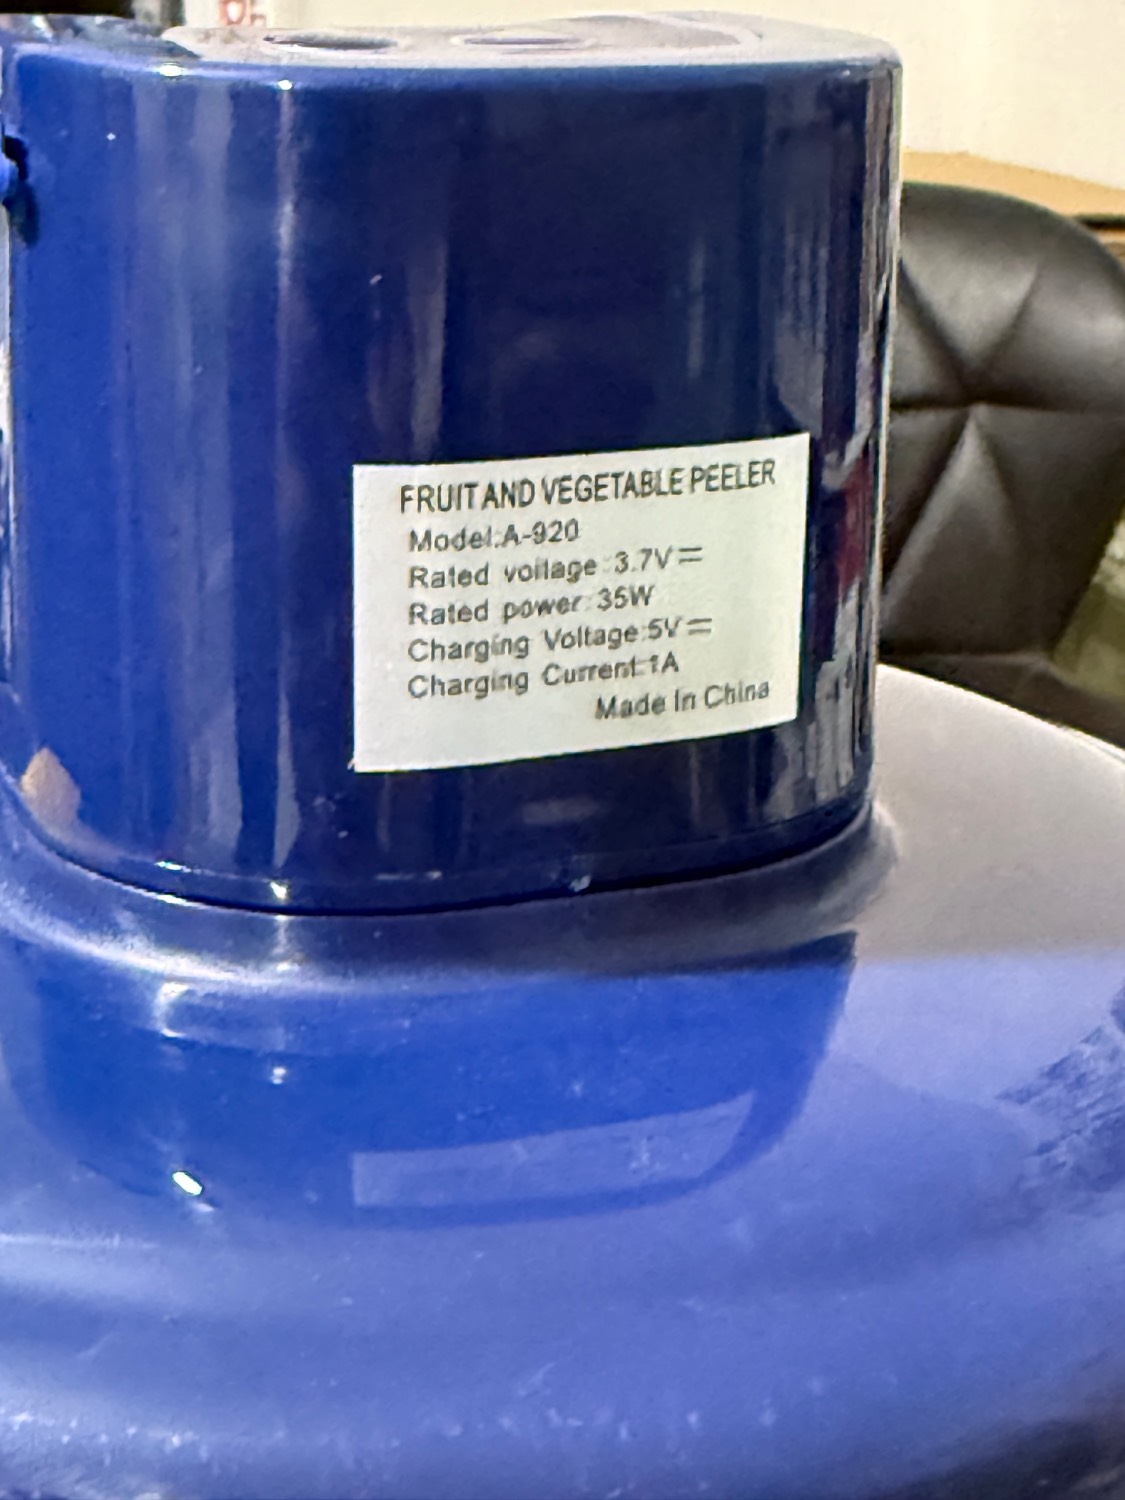 FRUIT AND VEGETABLE PEELER
Model:A-920
Rated voilage:3.7V⎓
Rated power:35W
Charging Voltage:5V⎓
Charging Current:1A
Made In China